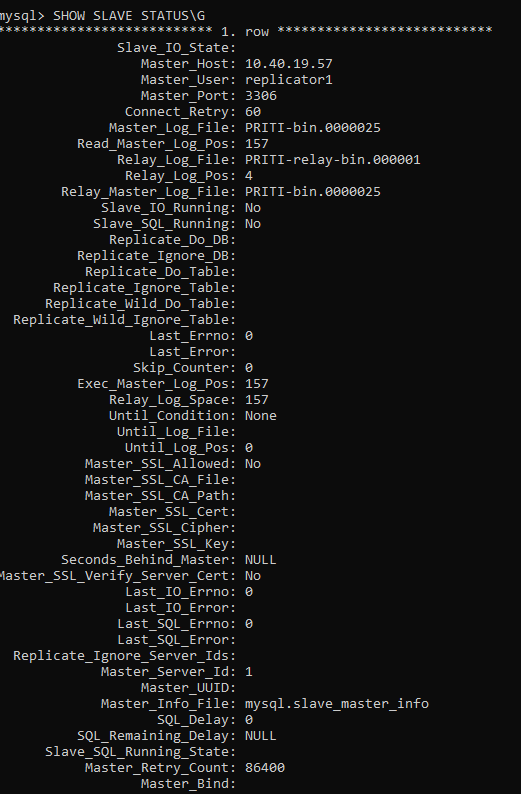 mysql> SHOW SLAVE STATUS\G
*************************** 1. row ***************************
Slave_IO_State:
Master_Host: 10.40.19.57
Master_User: replicator1
Master_Port: 3306
Connect_Retry: 60
Master_Log_File: PRITI-bin.0000025
Read_Master_Log_Pos: 157
Relay_Log_File: PRITI-relay-bin.000001
Relay_Log_Pos: 4
Relay_Master_Log_File: PRITI-bin.0000025
Slave_IO_Running: No
Slave_SQL_Running: No
Replicate_Do_DB:
Replicate_Ignore_DB:
Replicate_Do_Table:
Replicate_Ignore_Table:
Replicate_Wild_Do_Table:
Replicate_Wild_Ignore_Table:
Last_Errno: 0
Last_Error:
Skip_Counter: 0
Exec_Master_Log_Pos: 157
Relay_Log_Space: 157
Until_Condition: None
Until_Log_File:
Until_Log_Pos: 0
Master_SSL_Allowed: No
Master_SSL_CA_File:
Master_SSL_CA_Path:
Master_SSL_Cert:
Master_SSL_Cipher:
Master_SSL_Key:
Seconds_Behind_Master: NULL
Master_SSL_Verify_Server_Cert: No
Last_IO_Errno: 0
Last_IO_Error:
Last_SQL_Errno: 0
Last_SQL_Error:
Replicate_Ignore_Server_Ids:
Master_Server_Id: 1
Master_UUID:
Master_Info_File: mysql.slave_master_info
SQL_Delay: 0
SQL_Remaining_Delay: NULL
Slave_SQL_Running_State:
Master_Retry_Count: 86400
Master_Bind: